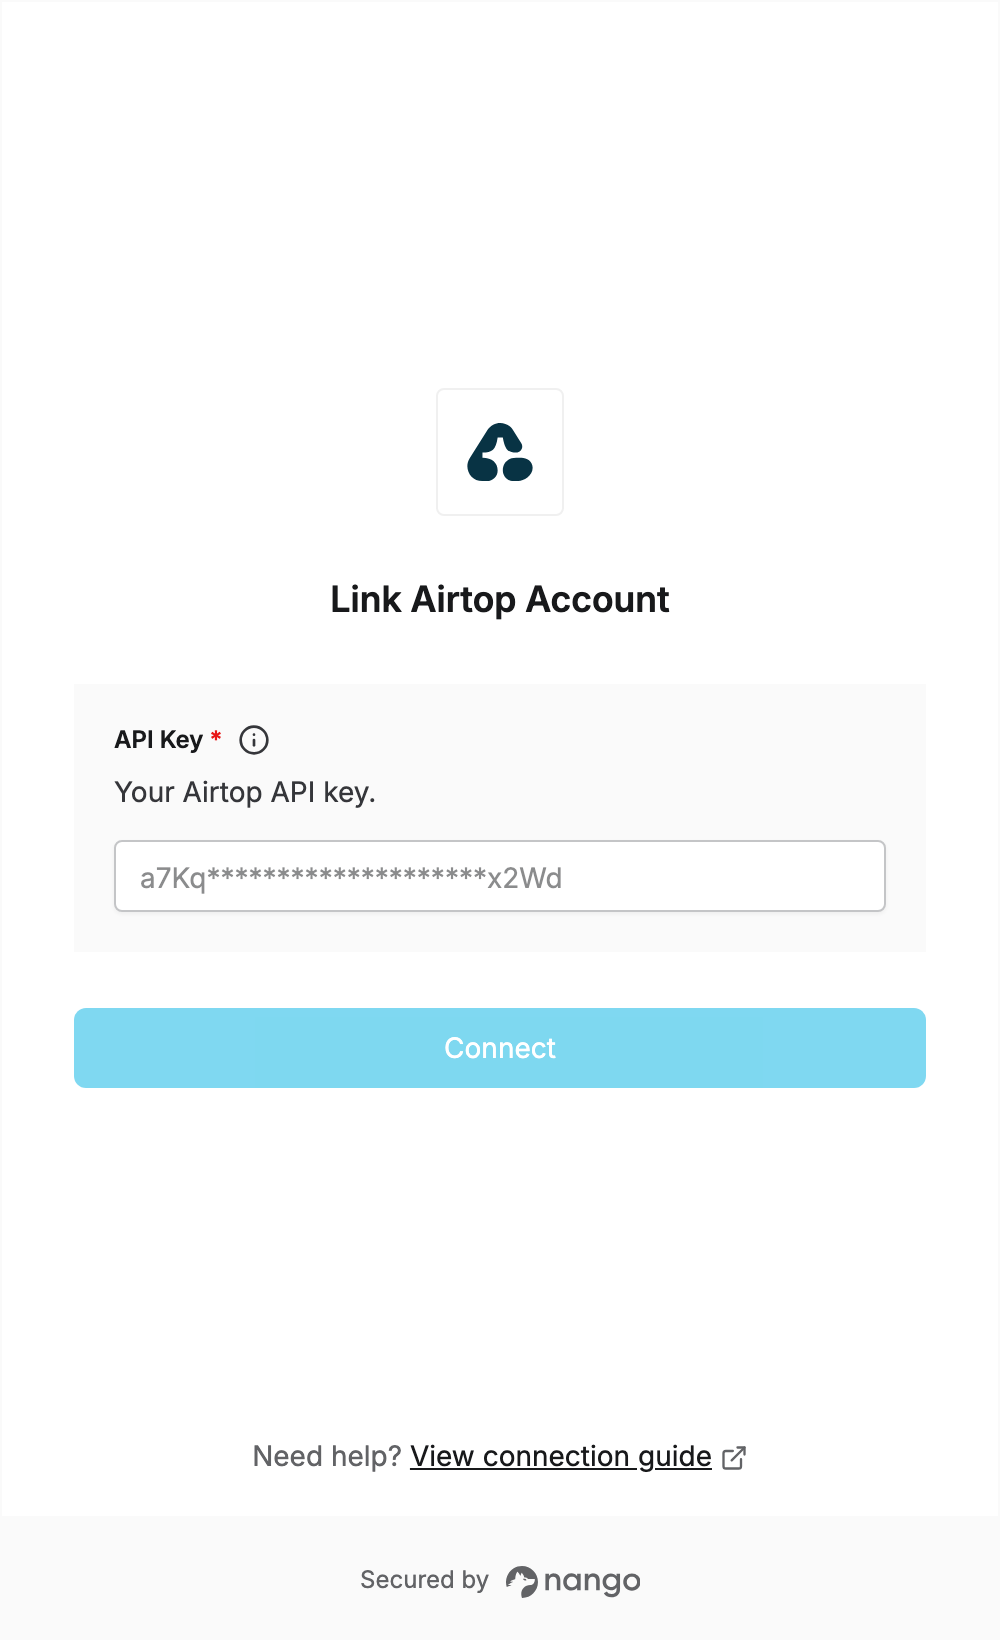 Link Airtop Account
API Key *
Your Airtop API key.
a7Kq********************x2Wd
Connect
Need help? View connection guide
Secured by nango